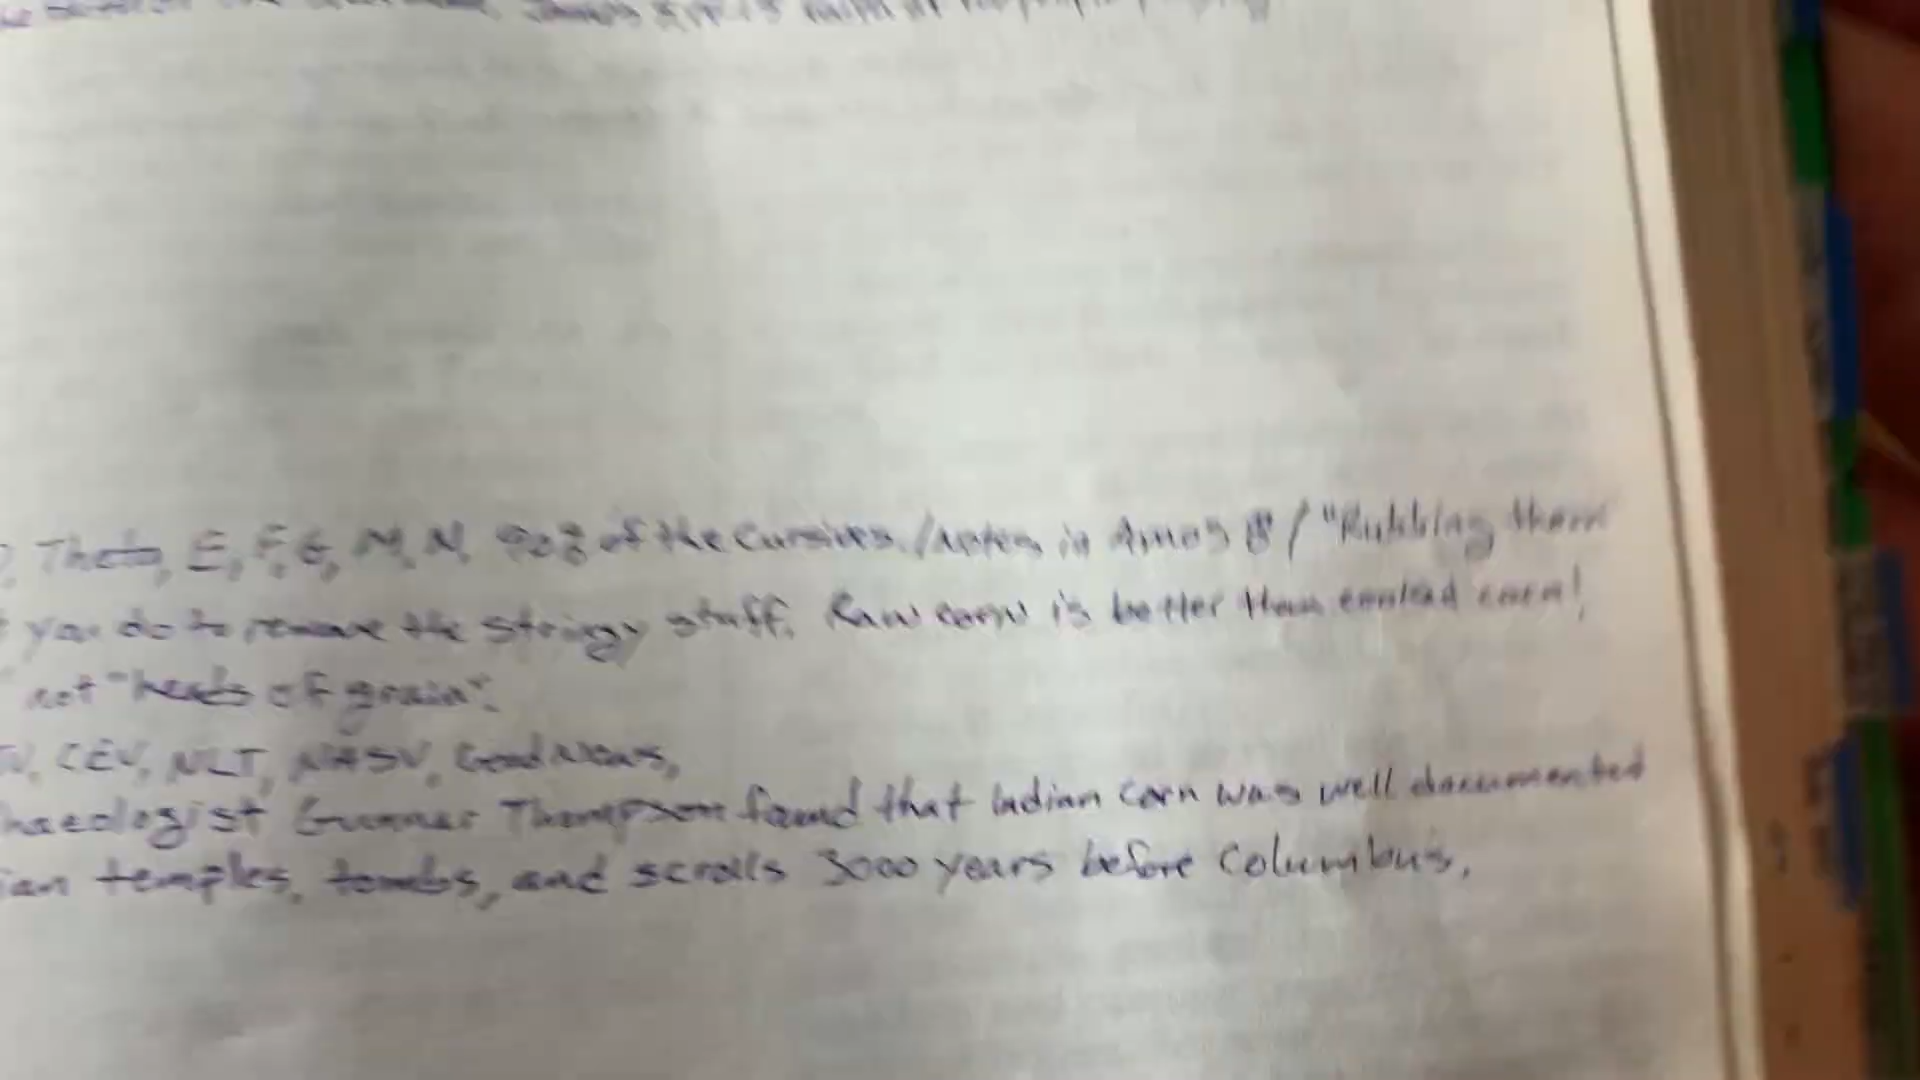 Theta, E, F, G, M, N, 90% of the Cursives. / notes in Amos 8 / "Rubbing them
you do to remove the stringy stuff. Raw corn is better than cooked corn!
not "heads of grain".
CEV, NLT, NASV, Good News,
haeologist Gunnar Thompson found that Indian corn was well documented
ian temples, tombs, and scrolls 3000 years before Columbus.